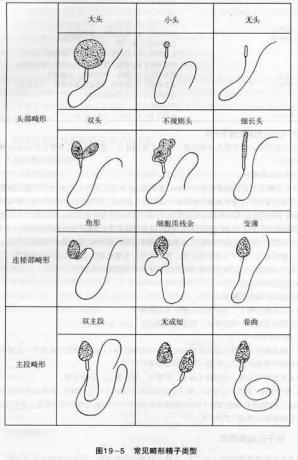 大头 小头 无头
头部畸形 双头 不规则头 细长头
角形 细胞质残余 变薄
连接部畸形
双主段 无或短 卷曲
主段畸形
图19-5 常见畸形精子类型